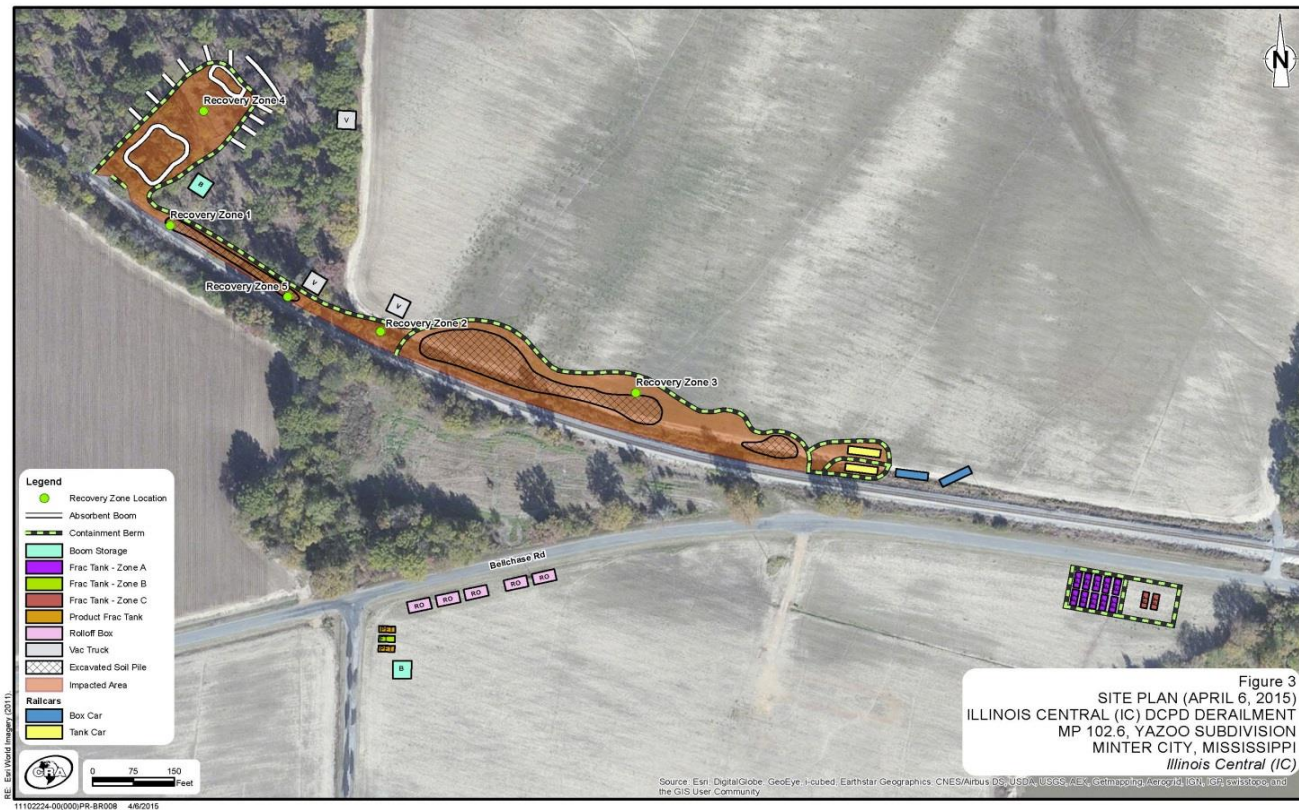 N
Recovery Zone 4
V
B
Recovery Zone 1
Recovery Zone 5
V
V
Recovery Zone 2
Recovery Zone 3
Bellchase Rd
RO RO RO RO RO
PFT
PFT
B
Legend
Recovery Zone Location
Absorbent Boom
Containment Berm
Boom Storage
Frac Tank - Zone A
Frac Tank - Zone B
Frac Tank - Zone C
Product Frac Tank
Rolloff Box
Vac Truck
Excavated Soil Pile
Impacted Area
Railcars
Box Car
Tank Car
CRA
0 75 150
Feet
Figure 3
SITE PLAN (APRIL 6, 2015)
ILLINOIS CENTRAL (IC) DCPD DERAILMENT
MP 102.6, YAZOO SUBDIVISION
MINTER CITY, MISSISSIPPI
Illinois Central (IC)
Source: Esri, DigitalGlobe, GeoEye, i-cubed, Earthstar Geographics, CNES/Airbus DS, USDA, USGS, AEX, Getmapping, Aerogrid, IGN, IGP, swisstopo, and
the GIS User Community
RE: Esri World Imagery (2011).
11102224-00(000)PR-BR008 4/6/2015